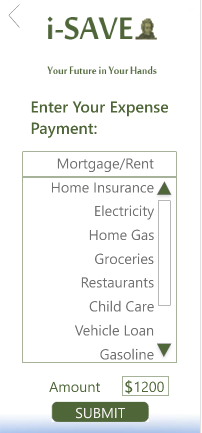 i-SAVE
Your Future in Your Hands
Enter Your Expense
Payment:
Mortgage/Rent
Home Insurance
Electricity
Home Gas
Groceries
Restaurants
Child Care
Vehicle Loan
Gasoline
Amount $1200
SUBMIT